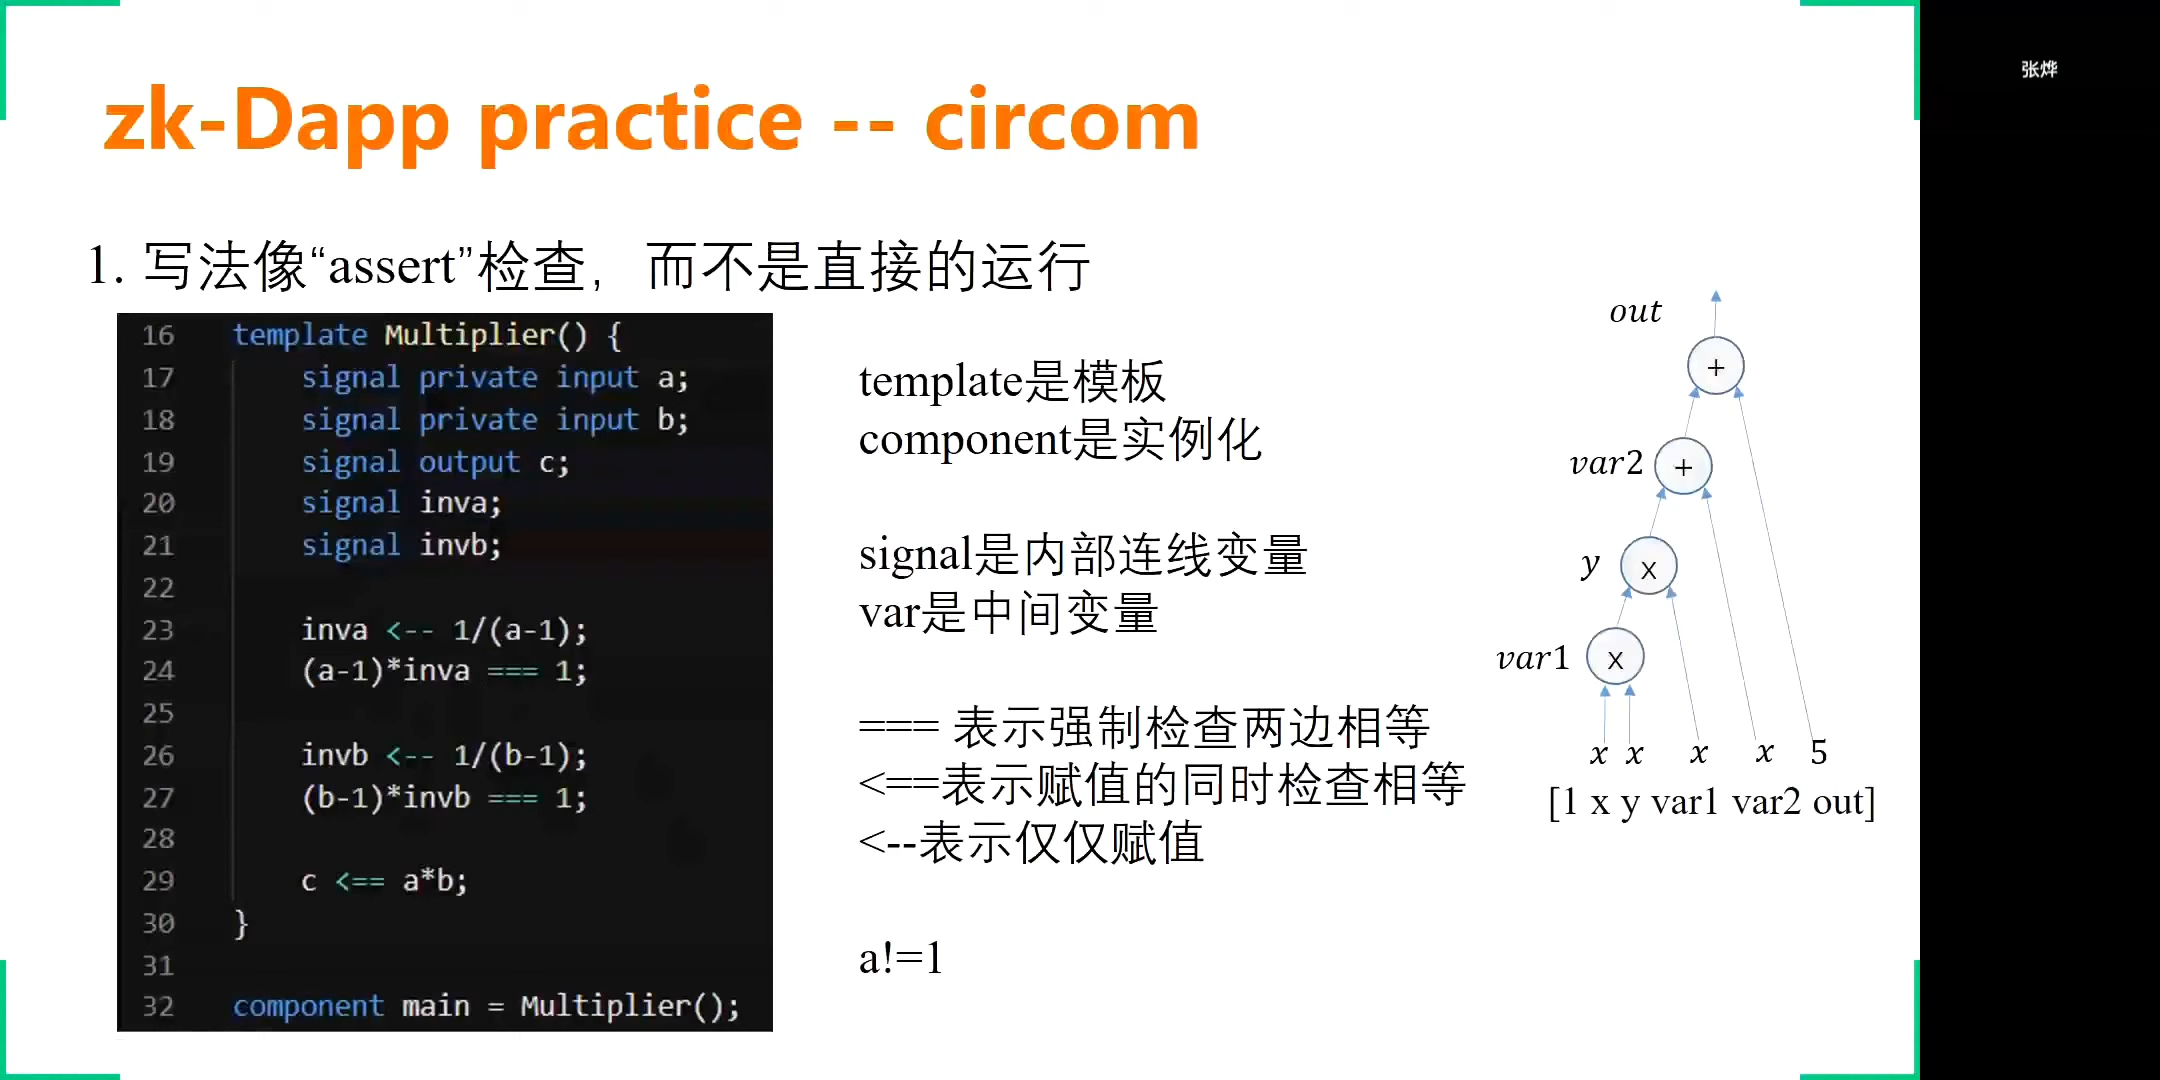 zk-Dapp practice -- circom
张烨
1. 写法像“assert”检查，而不是直接的运行
16 template Multiplier() {
17 signal private input a;
18 signal private input b;
19 signal output c;
20 signal inva;
21 signal invb;
22
23 inva <-- 1/(a-1);
24 (a-1)*inva === 1;
25
26 invb <-- 1/(b-1);
27 (b-1)*invb === 1;
28
29 c <== a*b;
30 }
31
32 component main = Multiplier();
template是模板
component是实例化
signal是内部连线变量
var是中间变量
=== 表示强制检查两边相等
<==表示赋值的同时检查相等
<--表示仅仅赋值
a!=1
out
+
var2 +
y x
var1 x
x x x x 5
[1 x y var1 var2 out]